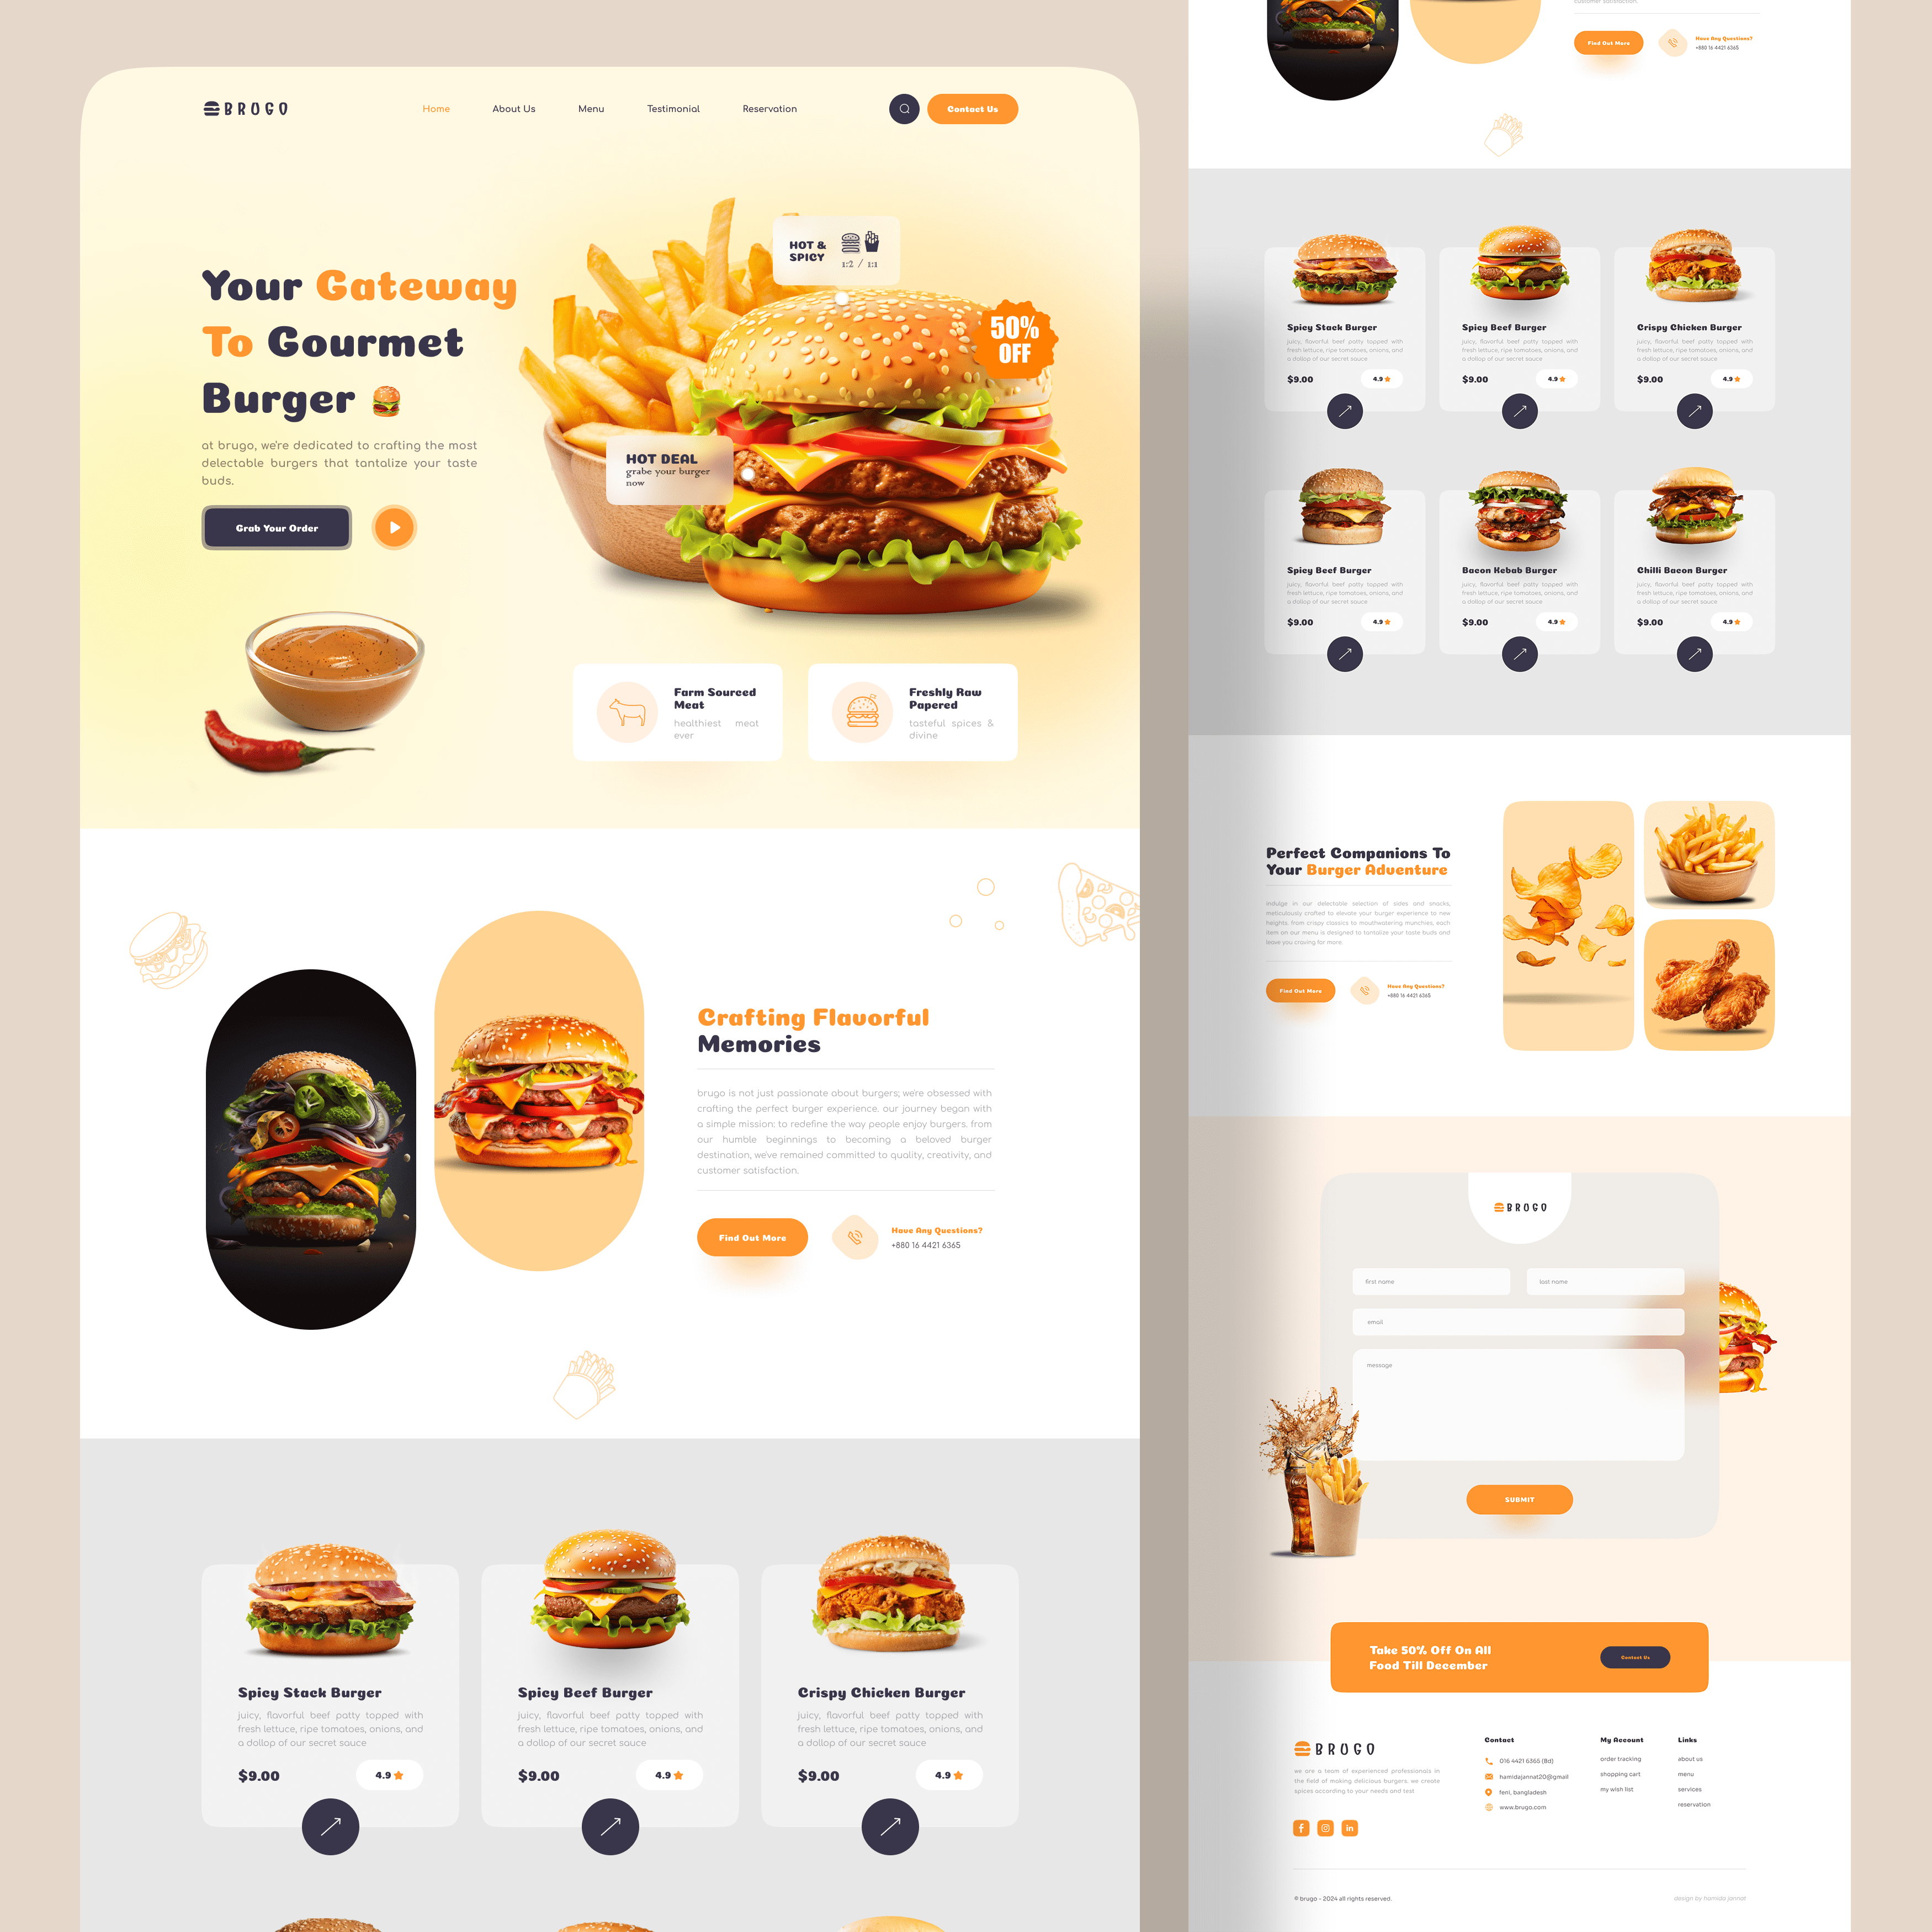 BRUGO
Home
About Us
Menu
Testimonial
Reservation
Contact Us
Your Gateway
To Gourmet
Burger
at brugo, we're dedicated to crafting the most
delectable burgers that tantalize your taste
buds.
Grab Your Order
HOT &
SPICY
1:2 / 1:1
50%
OFF
HOT DEAL
grabe your burger
now
Farm Sourced
Meat
healthiest meat
ever
Freshly Raw
Papered
tasteful spices &
divine
Crafting Flavorful
Memories
brugo is not just passionate about burgers; we're obsessed with
crafting the perfect burger experience. our journey began with
a simple mission: to redefine the way people enjoy burgers. from
our humble beginnings to becoming a beloved burger
destination, we've remained committed to quality, creativity, and
customer satisfaction.
Find Out More
Have Any Questions?
+880 16 4421 6365
Spicy Stack Burger
juicy, flavorful beef patty topped with
fresh lettuce, ripe tomatoes, onions, and
a dollop of our secret sauce
$9.00
4.9
Spicy Beef Burger
juicy, flavorful beef patty topped with
fresh lettuce, ripe tomatoes, onions, and
a dollop of our secret sauce
$9.00
4.9
Crispy Chicken Burger
juicy, flavorful beef patty topped with
fresh lettuce, ripe tomatoes, onions, and
a dollop of our secret sauce
$9.00
4.9
customer satisfaction.
Find Out More
Have Any Questions?
+880 16 4421 6365
Spicy Stack Burger
juicy, flavorful beef patty topped with
fresh lettuce, ripe tomatoes, onions, and
a dollop of our secret sauce
$9.00
4.9
Spicy Beef Burger
juicy, flavorful beef patty topped with
fresh lettuce, ripe tomatoes, onions, and
a dollop of our secret sauce
$9.00
4.9
Crispy Chicken Burger
juicy, flavorful beef patty topped with
fresh lettuce, ripe tomatoes, onions, and
a dollop of our secret sauce
$9.00
4.9
Spicy Beef Burger
juicy, flavorful beef patty topped with
fresh lettuce, ripe tomatoes, onions, and
a dollop of our secret sauce
$9.00
4.9
Bacon Kebab Burger
juicy, flavorful beef patty topped with
fresh lettuce, ripe tomatoes, onions, and
a dollop of our secret sauce
$9.00
4.9
Chilli Bacon Burger
juicy, flavorful beef patty topped with
fresh lettuce, ripe tomatoes, onions, and
a dollop of our secret sauce
$9.00
4.9
Perfect Companions To
Your Burger Adventure
indulge in our delectable selection of sides and snacks,
meticulously crafted to elevate your burger experience to new
heights. from crispy classics to mouthwatering munchies, each
item on our menu is designed to tantalize your taste buds and
leave you craving for more.
Find Out More
Have Any Questions?
+880 16 4421 6365
BRUGO
first name
last name
email
message
SUBMIT
Take 50% Off On All
Food Till December
Contact Us
BRUGO
we are a team of experienced professionals in
the field of making delicious burgers. we create
spices according to your needs and test
Contact
016 4421 6365 (Bd)
hamidajannat20@gmail
feni, bangladesh
www.brugo.com
My Account
order tracking
shopping cart
my wish list
Links
about us
menu
services
reservation
© brugo - 2024 all rights reserved.
design by hamida jannat